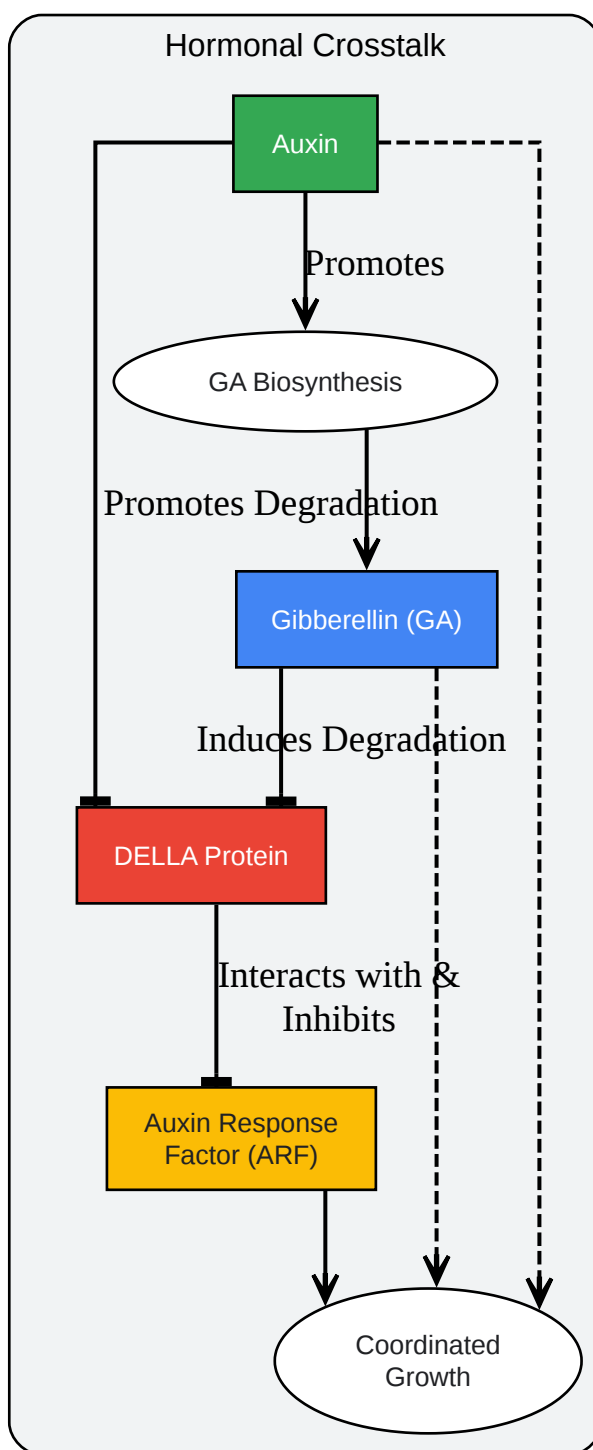 Hormonal Crosstalk
Auxin
Promotes
GA Biosynthesis
Promotes Degradation
Gibberellin (GA)
Induces Degradation
DELLA Protein
Interacts with &
Inhibits
Auxin Response
Factor (ARF)
Coordinated
Growth